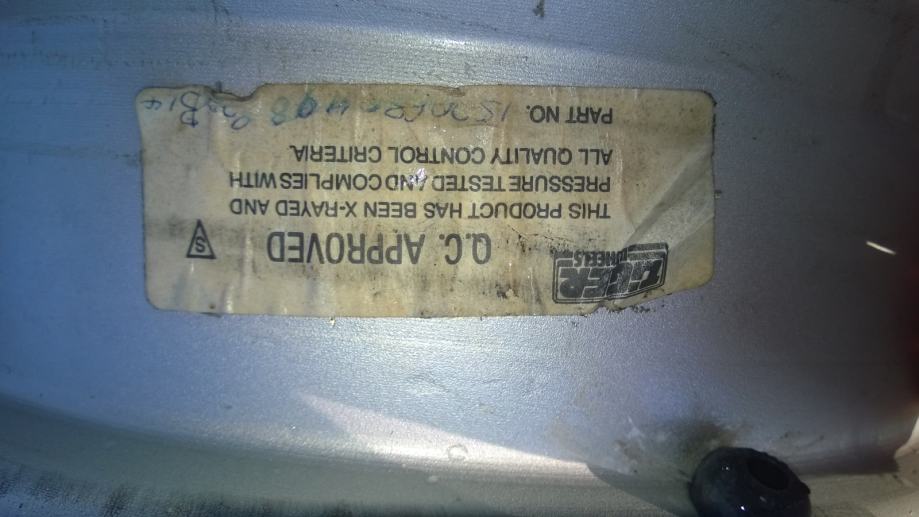 WHEELS
Q.C. APPROVED
S
THIS PRODUCT HAS BEEN X-RAYED AND
PRESSURE TESTED AND COMPLIES WITH
ALL QUALITY CONTROL CRITERIA.
PART NO.